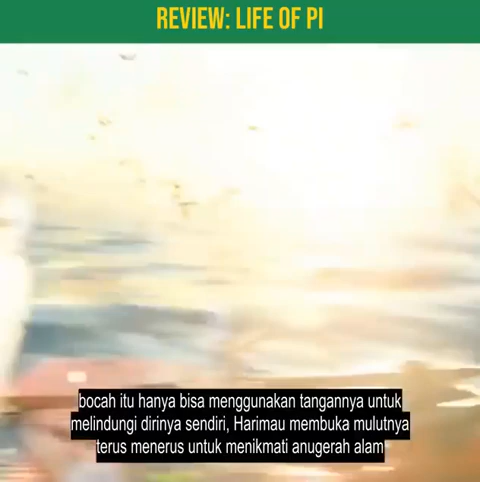 REVIEW: LIFE OF PI
bocah itu hanya bisa menggunakan tangannya untuk
melindungi dirinya sendiri, Harimau membuka mulutnya
terus menerus untuk menikmati anugerah alam